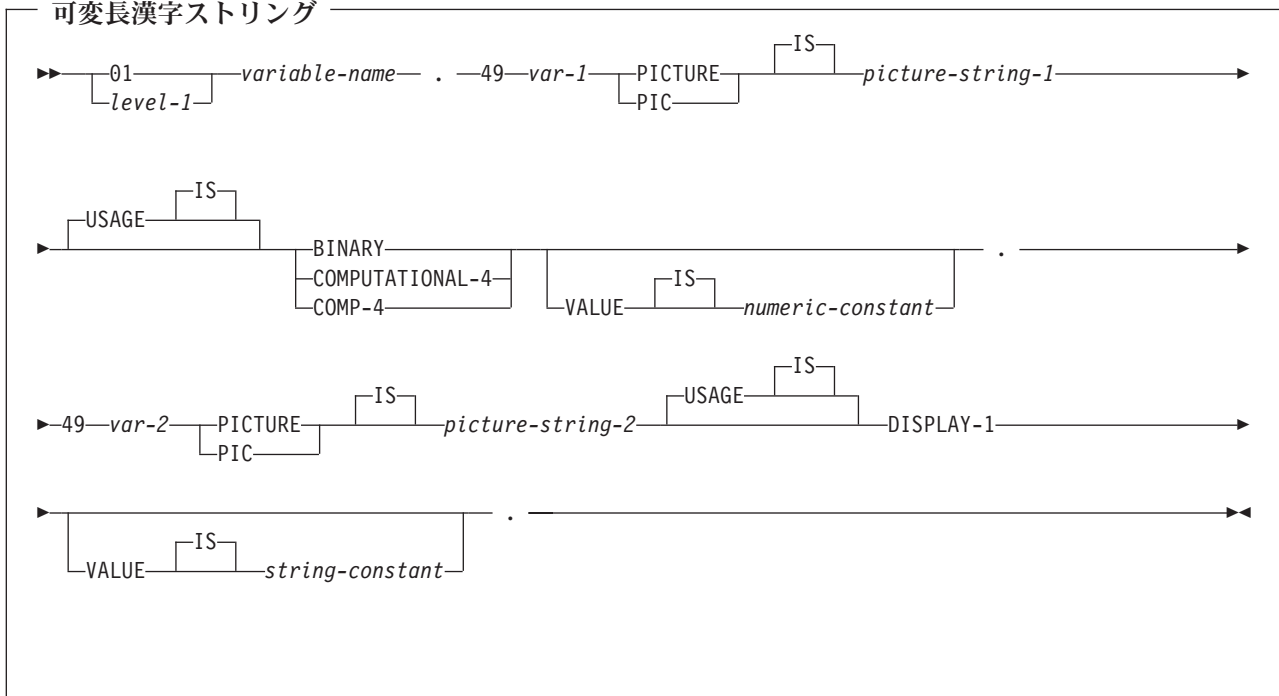 可変長漢字ストリング
IS
01 variable-name . 49 var-1 PICTURE picture-string-1
level-1 PIC
IS
USAGE
BINARY .
COMPUTATIONAL-4 IS
COMP-4 VALUE numeric-constant
IS IS
USAGE
49 var-2 PICTURE picture-string-2 DISPLAY-1
PIC
.
IS
VALUE string-constant